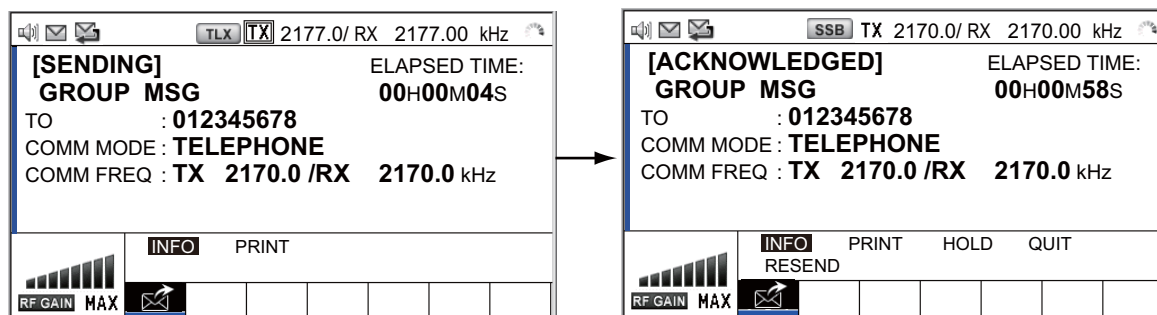 TLX TX 2177.0/ RX 2177.00 kHz
[SENDING] ELAPSED TIME:
GROUP MSG 00H00M04S
TO : 012345678
COMM MODE : TELEPHONE
COMM FREQ : TX 2170.0 /RX 2170.0 kHz
INFO PRINT
RF GAIN MAX
SSB TX 2170.0/ RX 2170.00 kHz
[ACKNOWLEDGED] ELAPSED TIME:
GROUP MSG 00H00M58S
TO : 012345678
COMM MODE : TELEPHONE
COMM FREQ : TX 2170.0 /RX 2170.0 kHz
INFO PRINT HOLD QUIT
RESEND
RF GAIN MAX